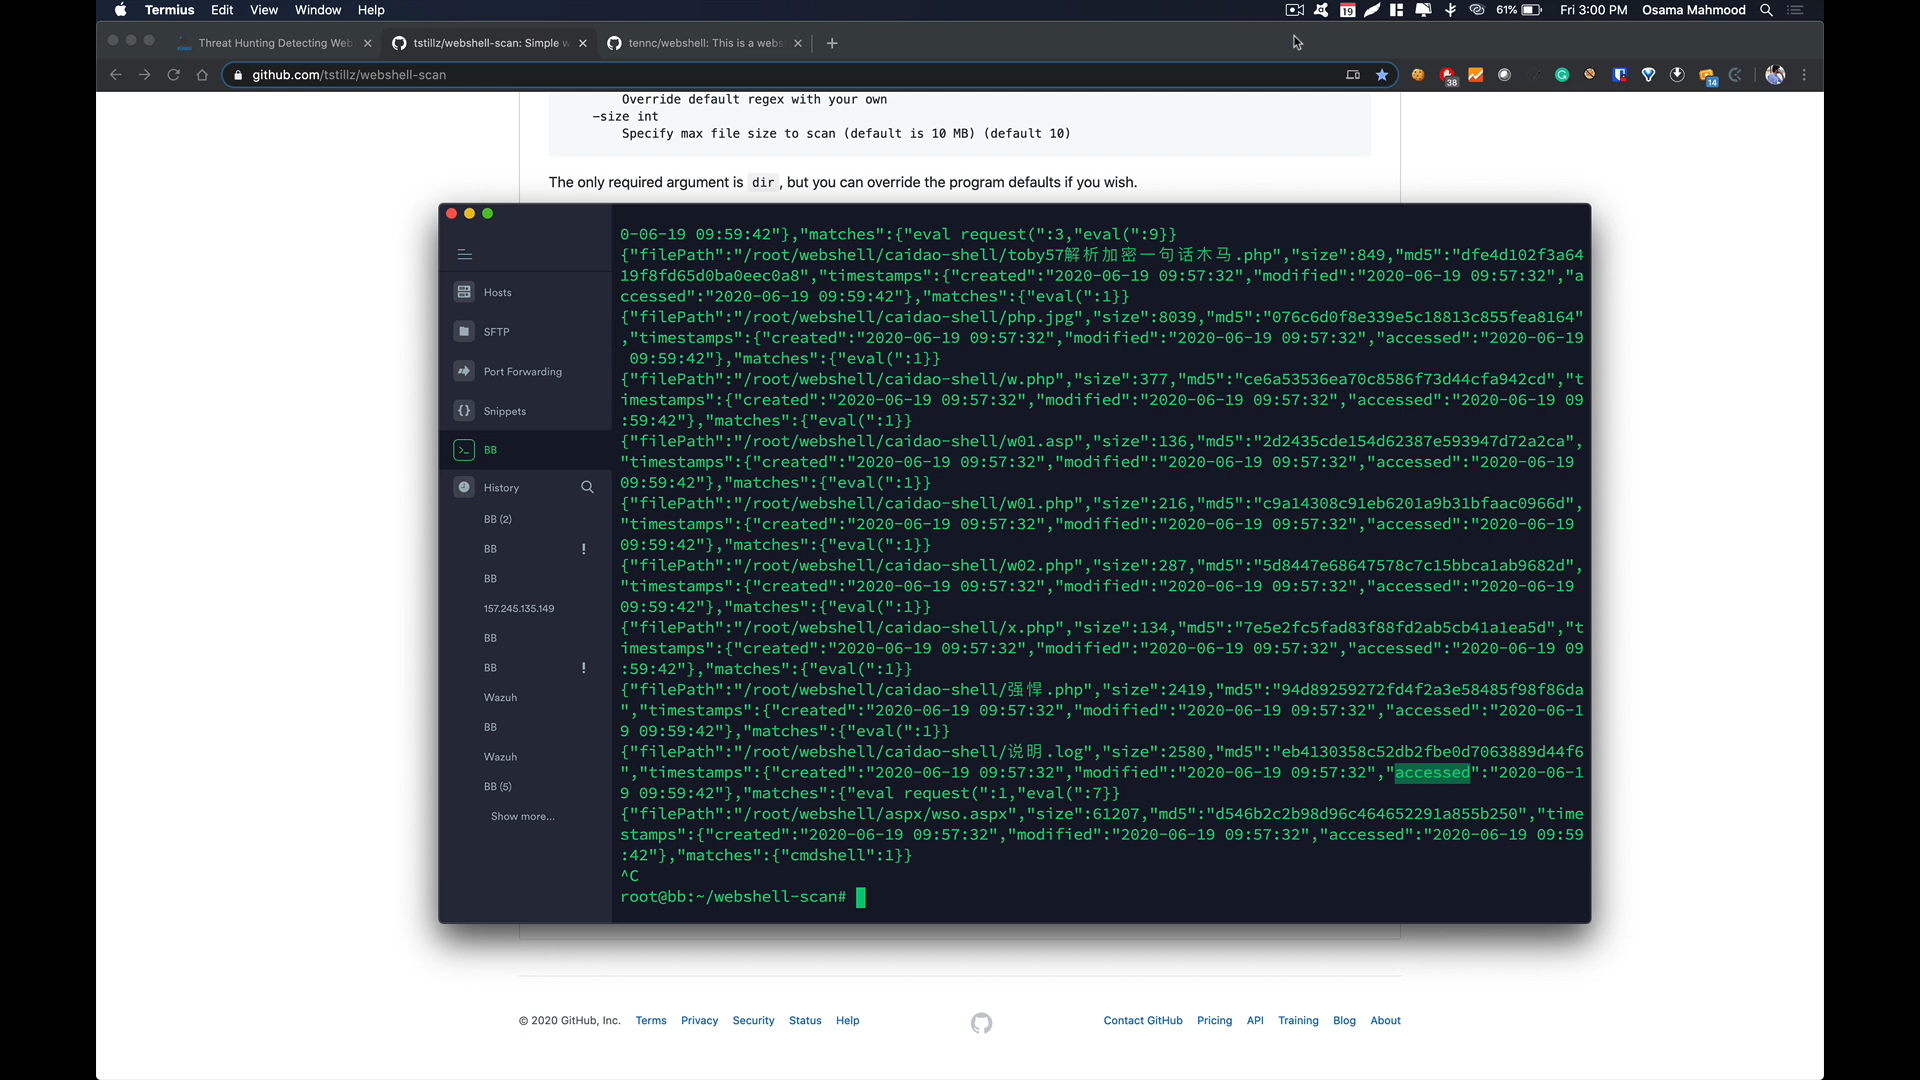 Termius Edit View Window Help 19 61% Fri 3:00 PM Osama Mahmood
Threat Hunting Detecting Web
tstillz/webshell-scan: Simple w
tennc/webshell: This is a webs
github.com/tstillz/webshell-scan
38
14
Override default regex with your own
-size int
Specify max file size to scan (default is 10 MB) (default 10)
The only required argument is dir, but you can override the program defaults if you wish.
Hosts
SFTP
Port Forwarding
Snippets
BB
History
BB (2)
BB !
BB
157.245.135.149
BB
BB !
Wazuh
BB
Wazuh
BB (5)
Show more...
0-06-19 09:59:42"},"matches":{"eval request(":3,"eval(":9}}
{"filePath":"/root/webshell/caidao-shell/toby57解析加密一句话木马.php","size":849,"md5":"dfe4d102f3a64
19f8fd65d0ba0eec0a8","timestamps":{"created":"2020-06-19 09:57:32","modified":"2020-06-19 09:57:32","a
ccessed":"2020-06-19 09:59:42"},"matches":{"eval(":1}}
{"filePath":"/root/webshell/caidao-shell/php.jpg","size":8039,"md5":"076c6d0f8e339e5c18813c855fea8164"
,"timestamps":{"created":"2020-06-19 09:57:32","modified":"2020-06-19 09:57:32","accessed":"2020-06-19
09:59:42"},"matches":{"eval(":1}}
{"filePath":"/root/webshell/caidao-shell/w.php","size":377,"md5":"ce6a53536ea70c8586f73d44cfa942cd","t
imestamps":{"created":"2020-06-19 09:57:32","modified":"2020-06-19 09:57:32","accessed":"2020-06-19 09
:59:42"},"matches":{"eval(":1}}
{"filePath":"/root/webshell/caidao-shell/w01.asp","size":136,"md5":"2d2435cde154d62387e593947d72a2ca",
"timestamps":{"created":"2020-06-19 09:57:32","modified":"2020-06-19 09:57:32","accessed":"2020-06-19
09:59:42"},"matches":{"eval(":1}}
{"filePath":"/root/webshell/caidao-shell/w01.php","size":216,"md5":"c9a14308c91eb6201a9b31bfaac0966d",
"timestamps":{"created":"2020-06-19 09:57:32","modified":"2020-06-19 09:57:32","accessed":"2020-06-19
09:59:42"},"matches":{"eval(":1}}
{"filePath":"/root/webshell/caidao-shell/w02.php","size":287,"md5":"5d8447e68647578c7c15bbca1ab9682d",
"timestamps":{"created":"2020-06-19 09:57:32","modified":"2020-06-19 09:57:32","accessed":"2020-06-19
09:59:42"},"matches":{"eval(":1}}
{"filePath":"/root/webshell/caidao-shell/x.php","size":134,"md5":"7e5e2fc5fad83f88fd2ab5cb41a1ea5d","t
imestamps":{"created":"2020-06-19 09:57:32","modified":"2020-06-19 09:57:32","accessed":"2020-06-19 09
:59:42"},"matches":{"eval(":1}}
{"filePath":"/root/webshell/caidao-shell/强悍.php","size":2419,"md5":"94d89259272fd4f2a3e58485f98f86da
","timestamps":{"created":"2020-06-19 09:57:32","modified":"2020-06-19 09:57:32","accessed":"2020-06-1
9 09:59:42"},"matches":{"eval(":1}}
{"filePath":"/root/webshell/caidao-shell/说明.log","size":2580,"md5":"eb4130358c52db2fbe0d7063889d44f6
","timestamps":{"created":"2020-06-19 09:57:32","modified":"2020-06-19 09:57:32","accessed":"2020-06-1
9 09:59:42"},"matches":{"eval request(":1,"eval(":7}}
{"filePath":"/root/webshell/aspx/wso.aspx","size":61207,"md5":"d546b2c2b98d96c464652291a855b250","time
stamps":{"created":"2020-06-19 09:57:32","modified":"2020-06-19 09:57:32","accessed":"2020-06-19 09:59
:42"},"matches":{"cmdshell":1}}
^C
root@bb:~/webshell-scan#
© 2020 GitHub, Inc. Terms Privacy Security Status Help Contact GitHub Pricing API Training Blog About